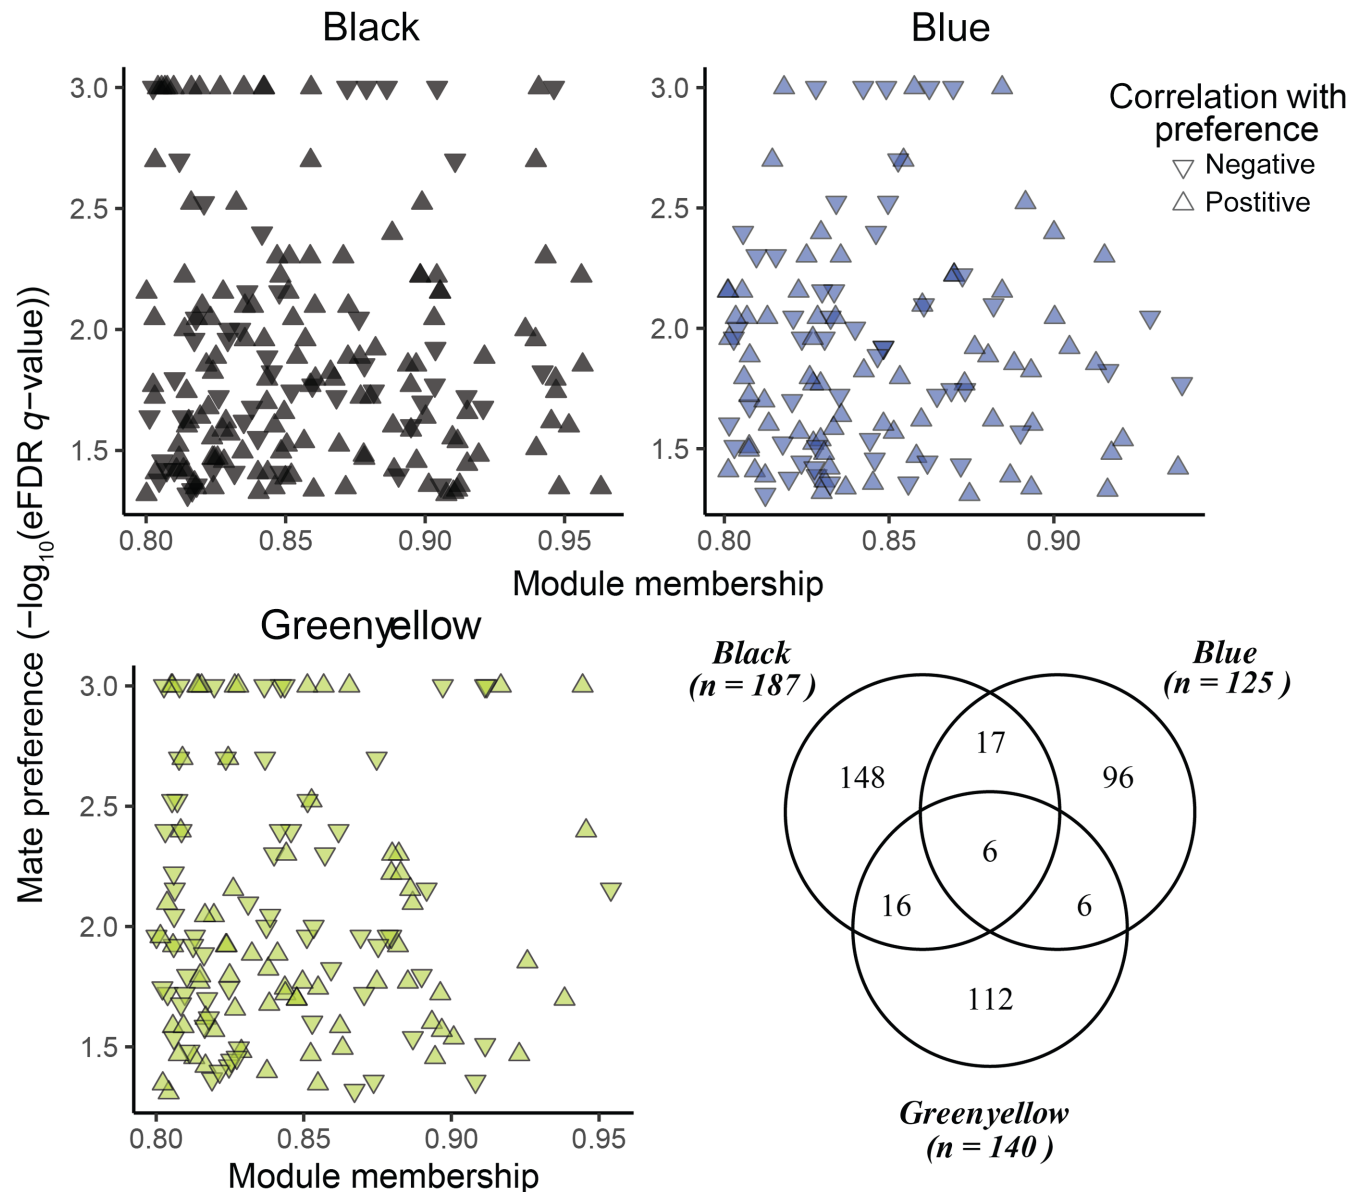 Black
Blue
3.0
2.5
2.0
1.5
0.80
0.85
0.90
0.95
3.0
2.5
2.0
1.5
0.80
0.85
0.90
Correlation with
preference
Negative
Postitive
Mate preference (−log10(eFDR q−value))
Module membership
Greenyellow
3.0
2.5
2.0
1.5
0.80
0.85
0.90
0.95
Module membership
Black
(n = 187 )
Blue
(n = 125 )
17
148
96
6
16
6
112
Greenyellow
(n = 140 )